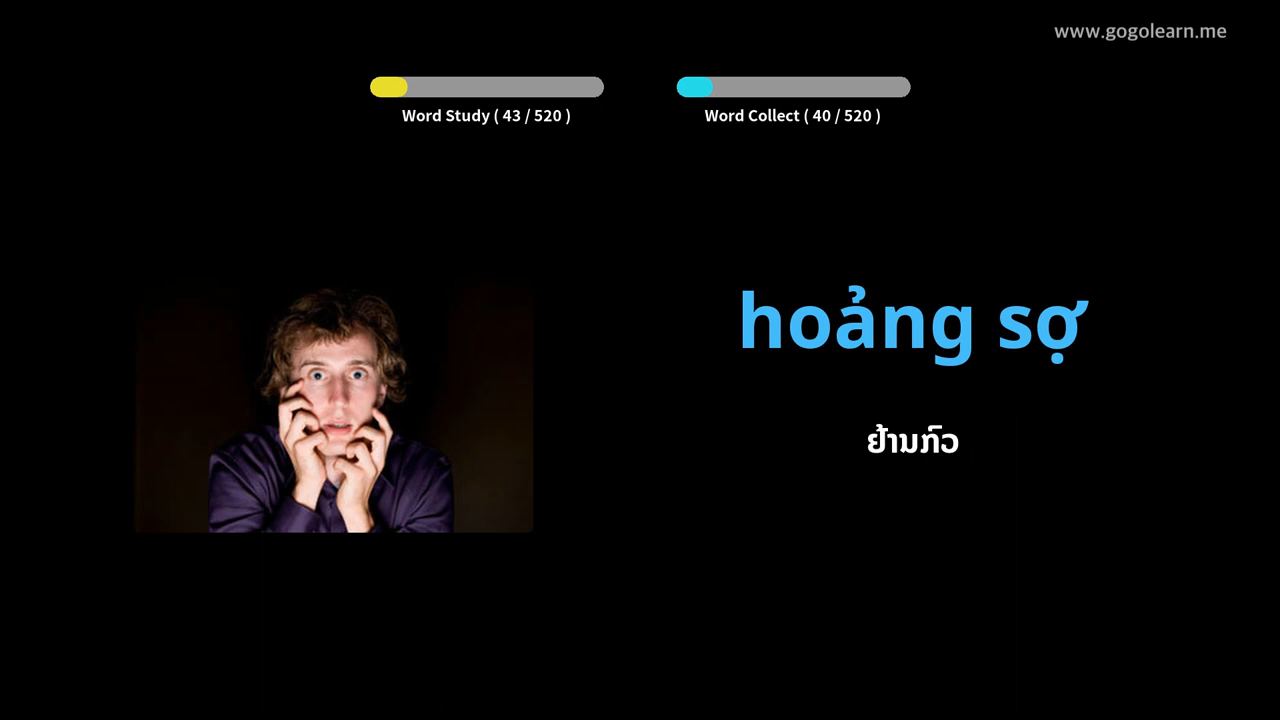 www.gogolearn.me
Word Study ( 43 / 520 )
Word Collect ( 40 / 520 )
hoảng sợ
ຢ້ານກົວ